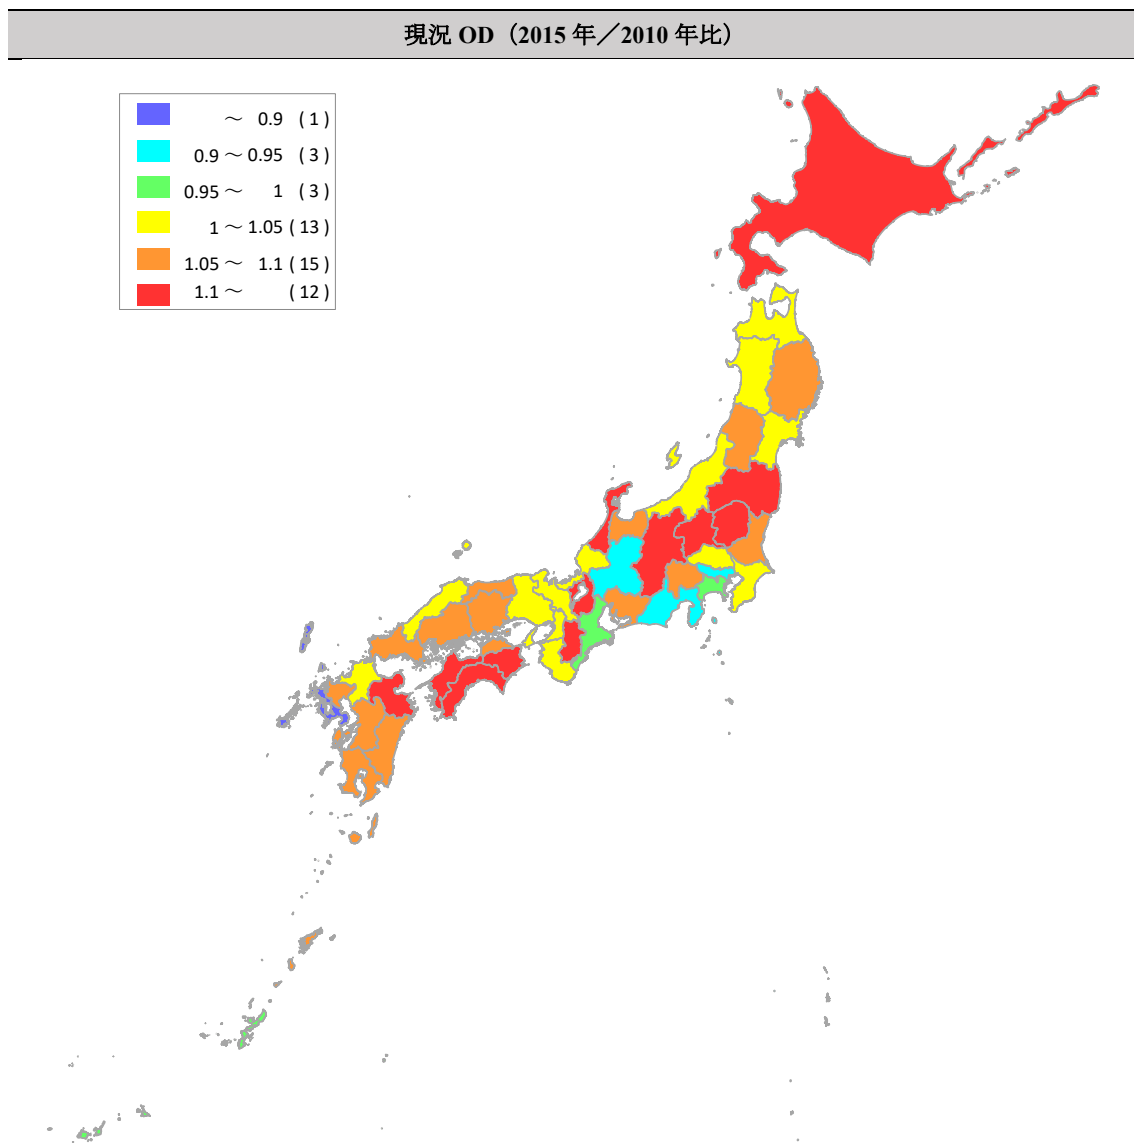 現況 OD(2015 年／2010 年比)
～ 0.9 ( 1 )
0.9 ～ 0.95 ( 3 )
0.95 ～ 1 ( 3 )
1 ～ 1.05 ( 13 )
1.05 ～ 1.1 ( 15 )
1.1 ～ ( 12 )